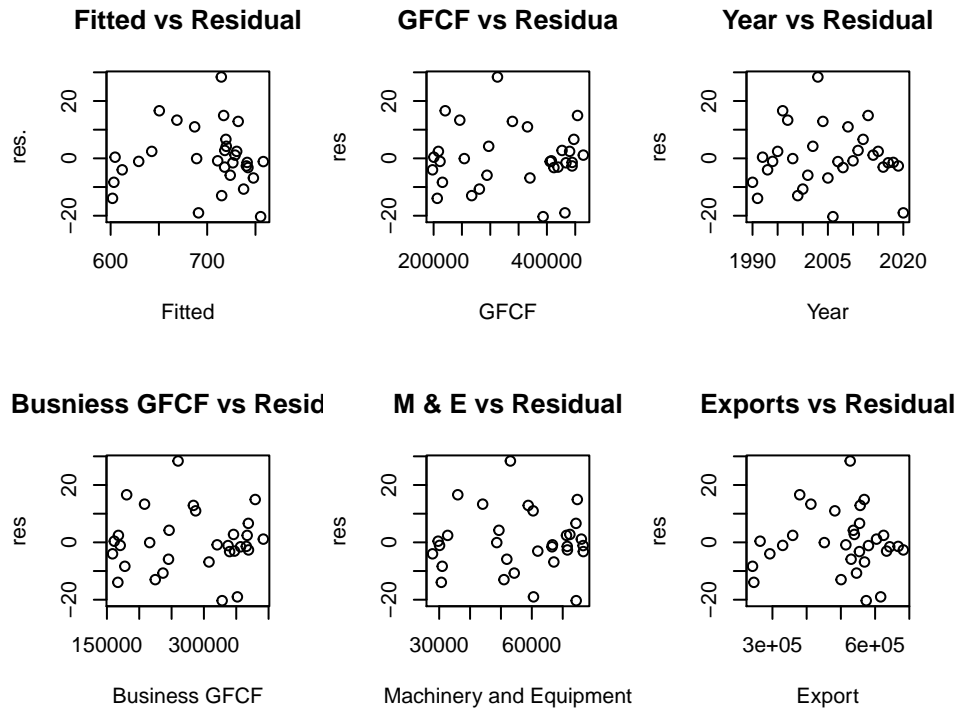 Fitted vs Residual
res.
−20 0 20
600 700
Fitted
GFCF vs Residua
res
−20 0 20
200000 400000
GFCF
Year vs Residual
res
−20 0 20
1990 2005 2020
Year
Busniess GFCF vs Resid
res
−20 0 20
150000 300000
Business GFCF
M & E vs Residual
res
−20 0 20
30000 60000
Machinery and Equipment
Exports vs Residual
res
−20 0 20
3e+05 6e+05
Export